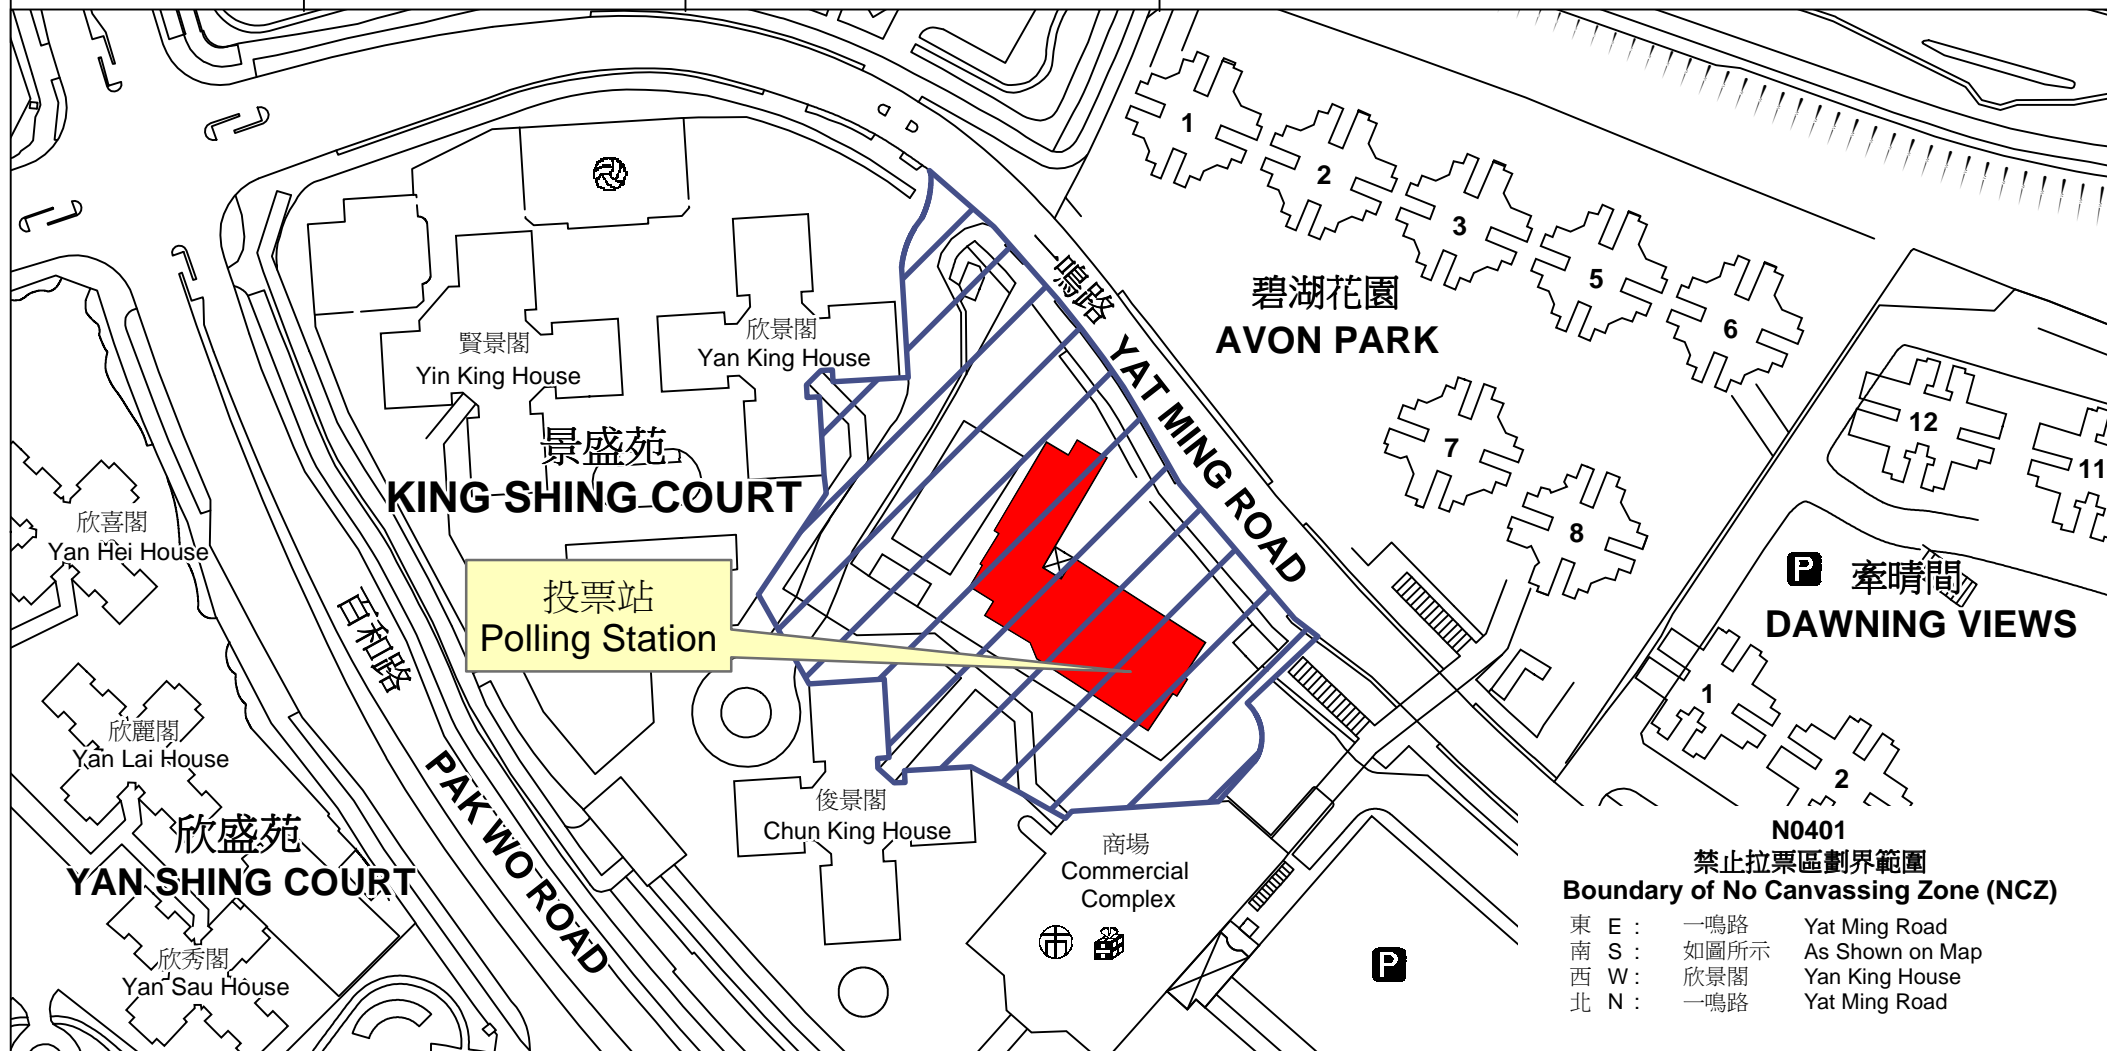 1
2
3
5
6
7
8
碧湖花園
AVON PARK
一鳴路 YAT MING ROAD
賢景閣
Yin King House
欣景閣
Yan King House
景盛苑
KING SHING COURT
欣喜閣
Yan Hei House
投票站
Polling Station
百和路
PAK WO ROAD
12
11
P
牽晴間
DAWNING VIEWS
1
2
欣麗閣
Yan Lai House
欣盛苑
YAN SHING COURT
欣秀閣
Yan Sau House
俊景閣
Chun King House
商場
Commercial
Complex
市
P
N0401
禁止拉票區劃界範圍
Boundary of No Canvassing Zone (NCZ)
東 E : 一鳴路 Yat Ming Road
南 S : 如圖所示 As Shown on Map
西 W : 欣景閣 Yan King House
北 N : 一鳴路 Yat Ming Road